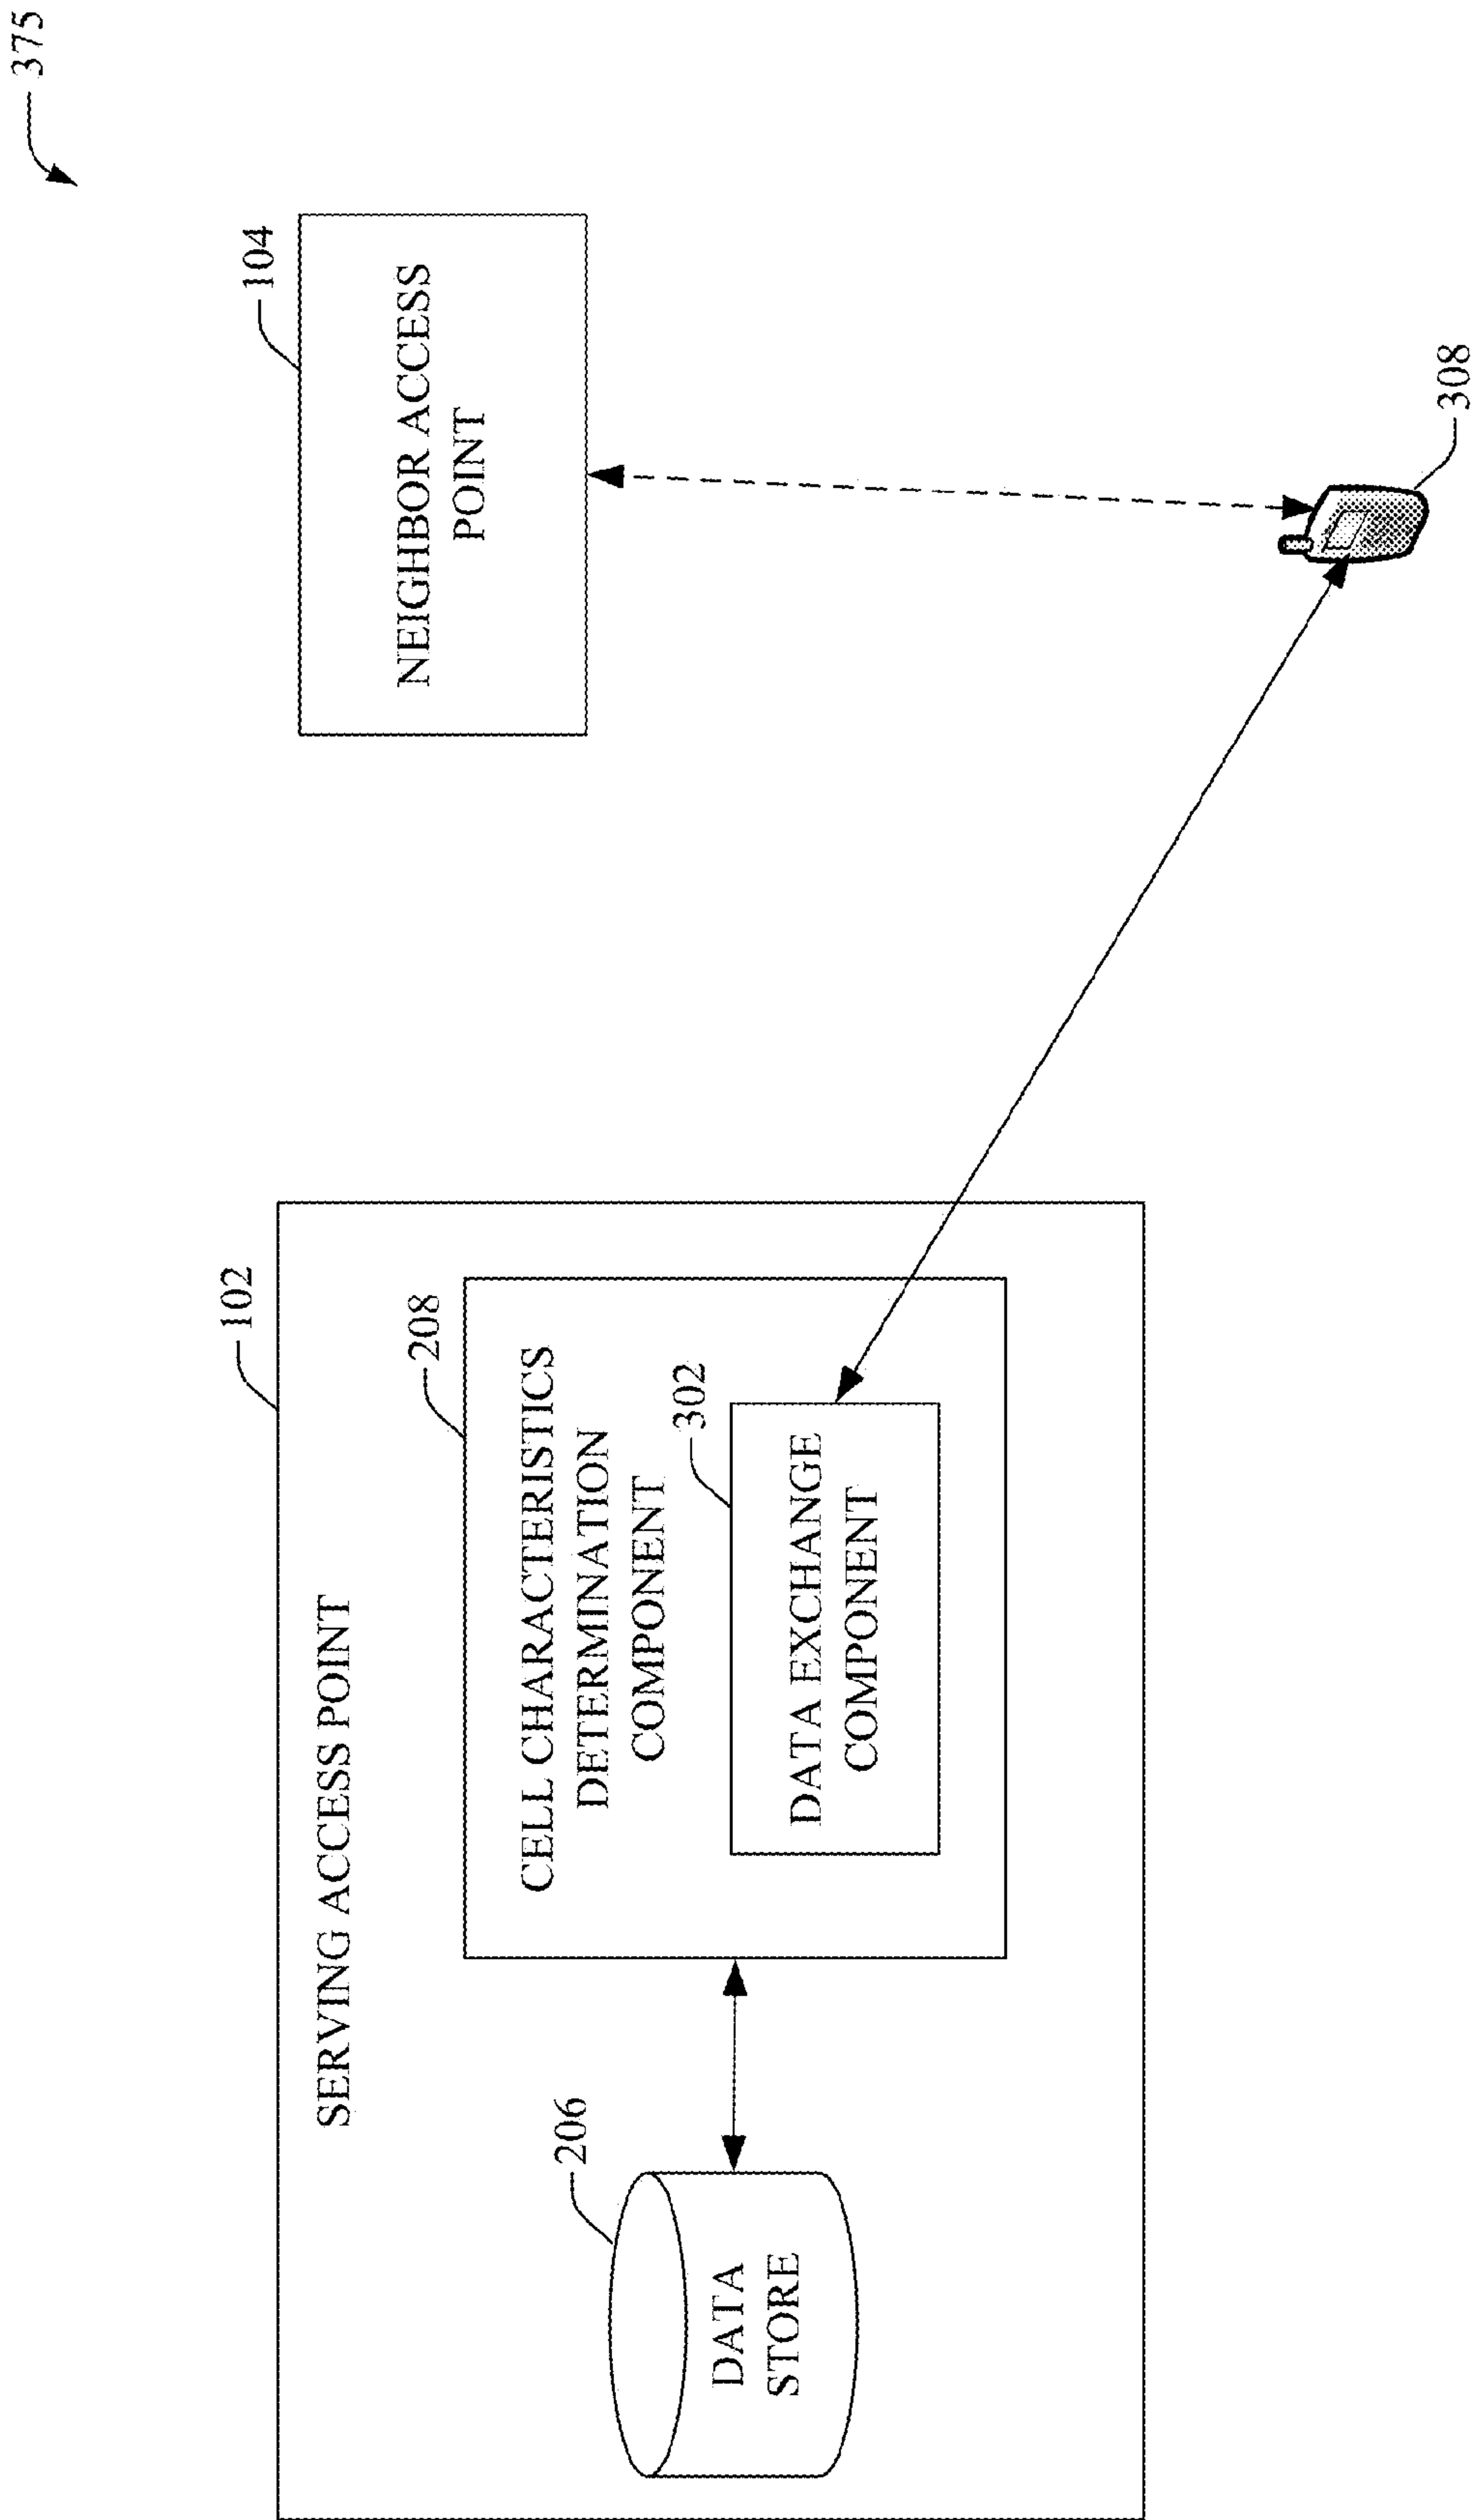 375
102
SERVING ACCESS POINT
208
CELL CHARACTERISTICS
DETERMINATION
COMPONENT
302
DATA EXCHANGE
COMPONENT
206
DATA
STORE
104
NEIGHBOR ACCESS
POINT
308